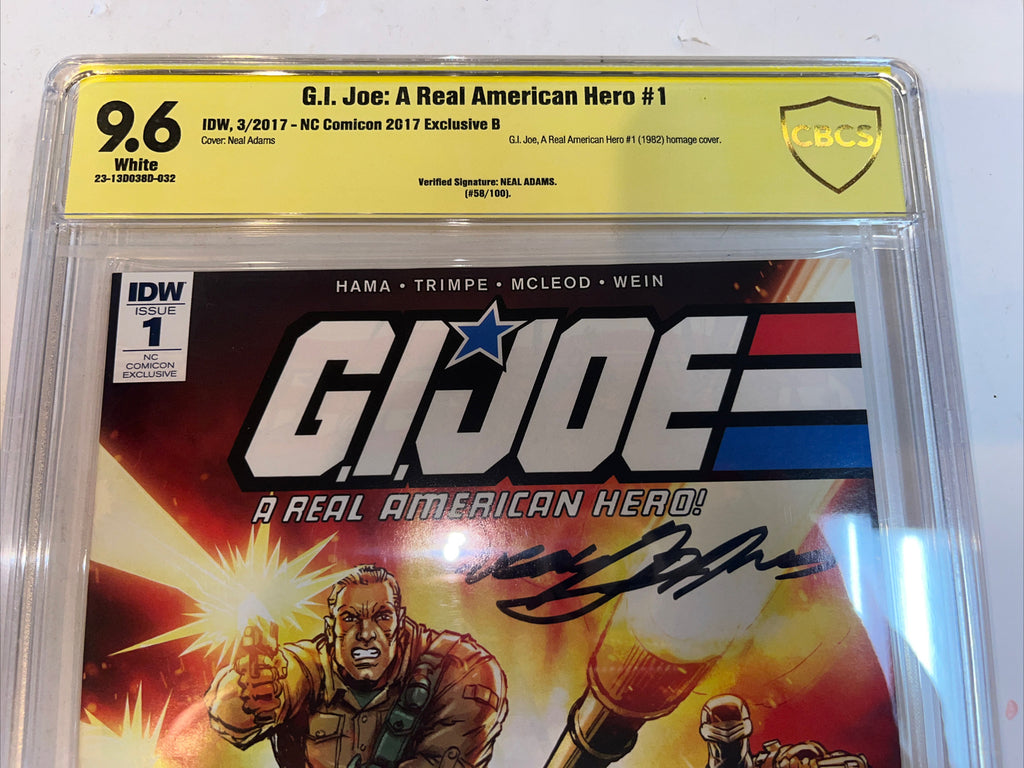 G.I. Joe: A Real American Hero #1
9.6
White
23-13D038D-032
IDW, 3/2017 - NC Comicon 2017 Exclusive B
Cover: Neal Adams
G.I. Joe, A Real American Hero #1 (1982) homage cover.
Verified Signature: NEAL ADAMS.
(#58/100).
CBCS
IDW
ISSUE
1
NC
COMICON
EXCLUSIVE
HAMA • TRIMPE • MCLEOD • WEIN
G.I.JOE
A REAL AMERICAN HERO!
Neal Adams